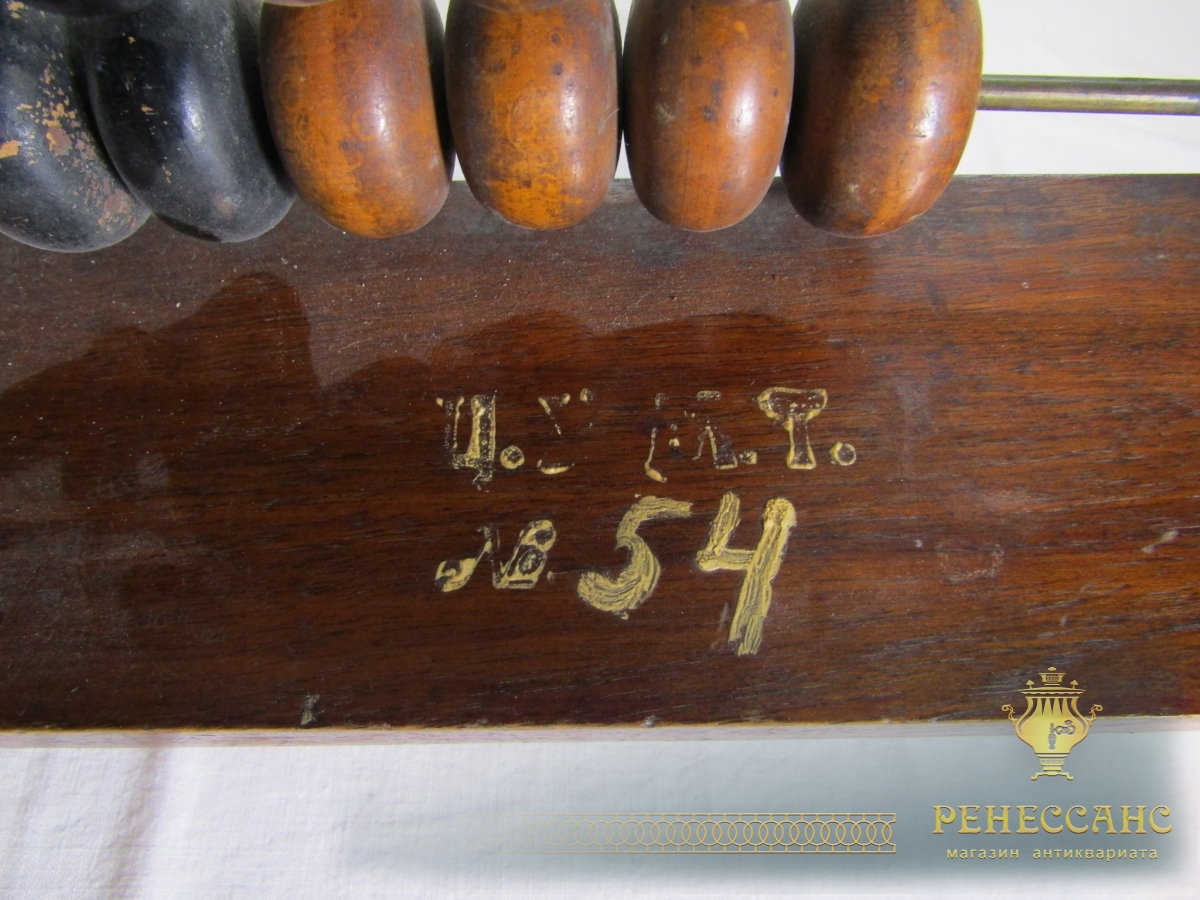 Т.
№ 54
РЕНЕССАНС
магазин антиквариата